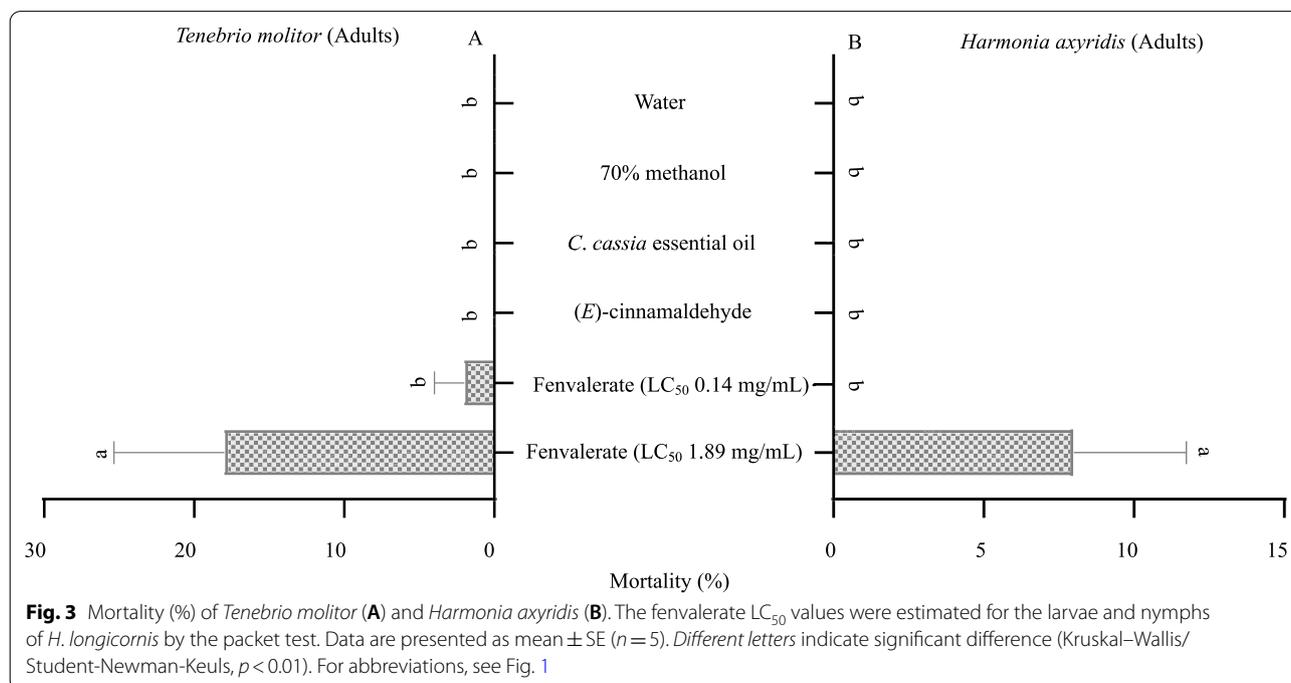 Tenebrio molitor (Adults) A B Harmonia axyridis (Adults)
b Water b
b 70% methanol b
b C. cassia essential oil b
b (E)-cinnamaldehyde b
b Fenvalerate (LC50 0.14 mg/mL) b
a Fenvalerate (LC50 1.89 mg/mL) a
30 20 10 0 0 5 10 15
Mortality (%)
Fig. 3 Mortality (%) of Tenebrio molitor (A) and Harmonia axyridis (B). The fenvalerate LC50 values were estimated for the larvae and nymphs
of H. longicornis by the packet test. Data are presented as mean ± SE (n = 5). Different letters indicate significant difference (Kruskal–Wallis/
Student-Newman-Keuls, p < 0.01). For abbreviations, see Fig. 1